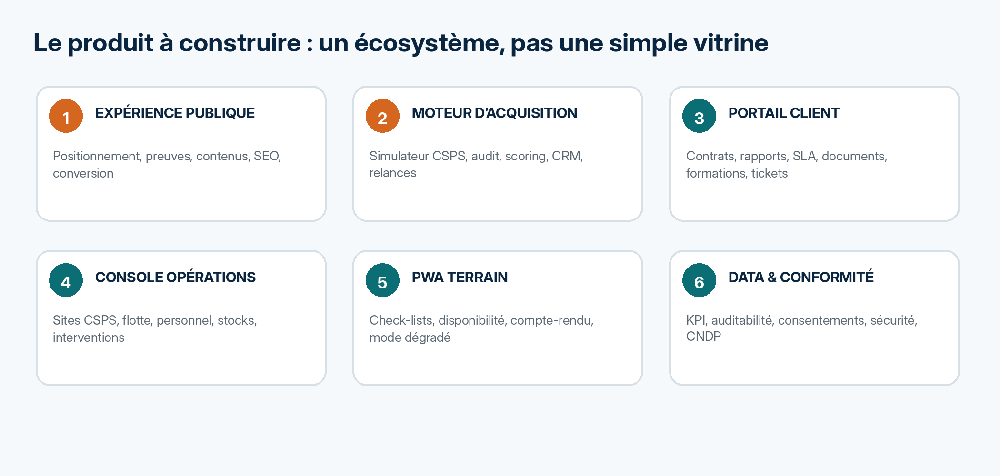 Le produit à construire : un écosystème, pas une simple vitrine
1
EXPÉRIENCE PUBLIQUE
Positionnement, preuves, contenus, SEO,
conversion
2
MOTEUR D’ACQUISITION
Simulateur CSPS, audit, scoring, CRM,
relances
3
PORTAIL CLIENT
Contrats, rapports, SLA, documents,
formations, tickets
4
CONSOLE OPÉRATIONS
Sites CSPS, flotte, personnel, stocks,
interventions
5
PWA TERRAIN
Check-lists, disponibilité, compte-rendu,
mode dégradé
6
DATA & CONFORMITÉ
KPI, auditabilité, consentements, sécurité,
CNDP